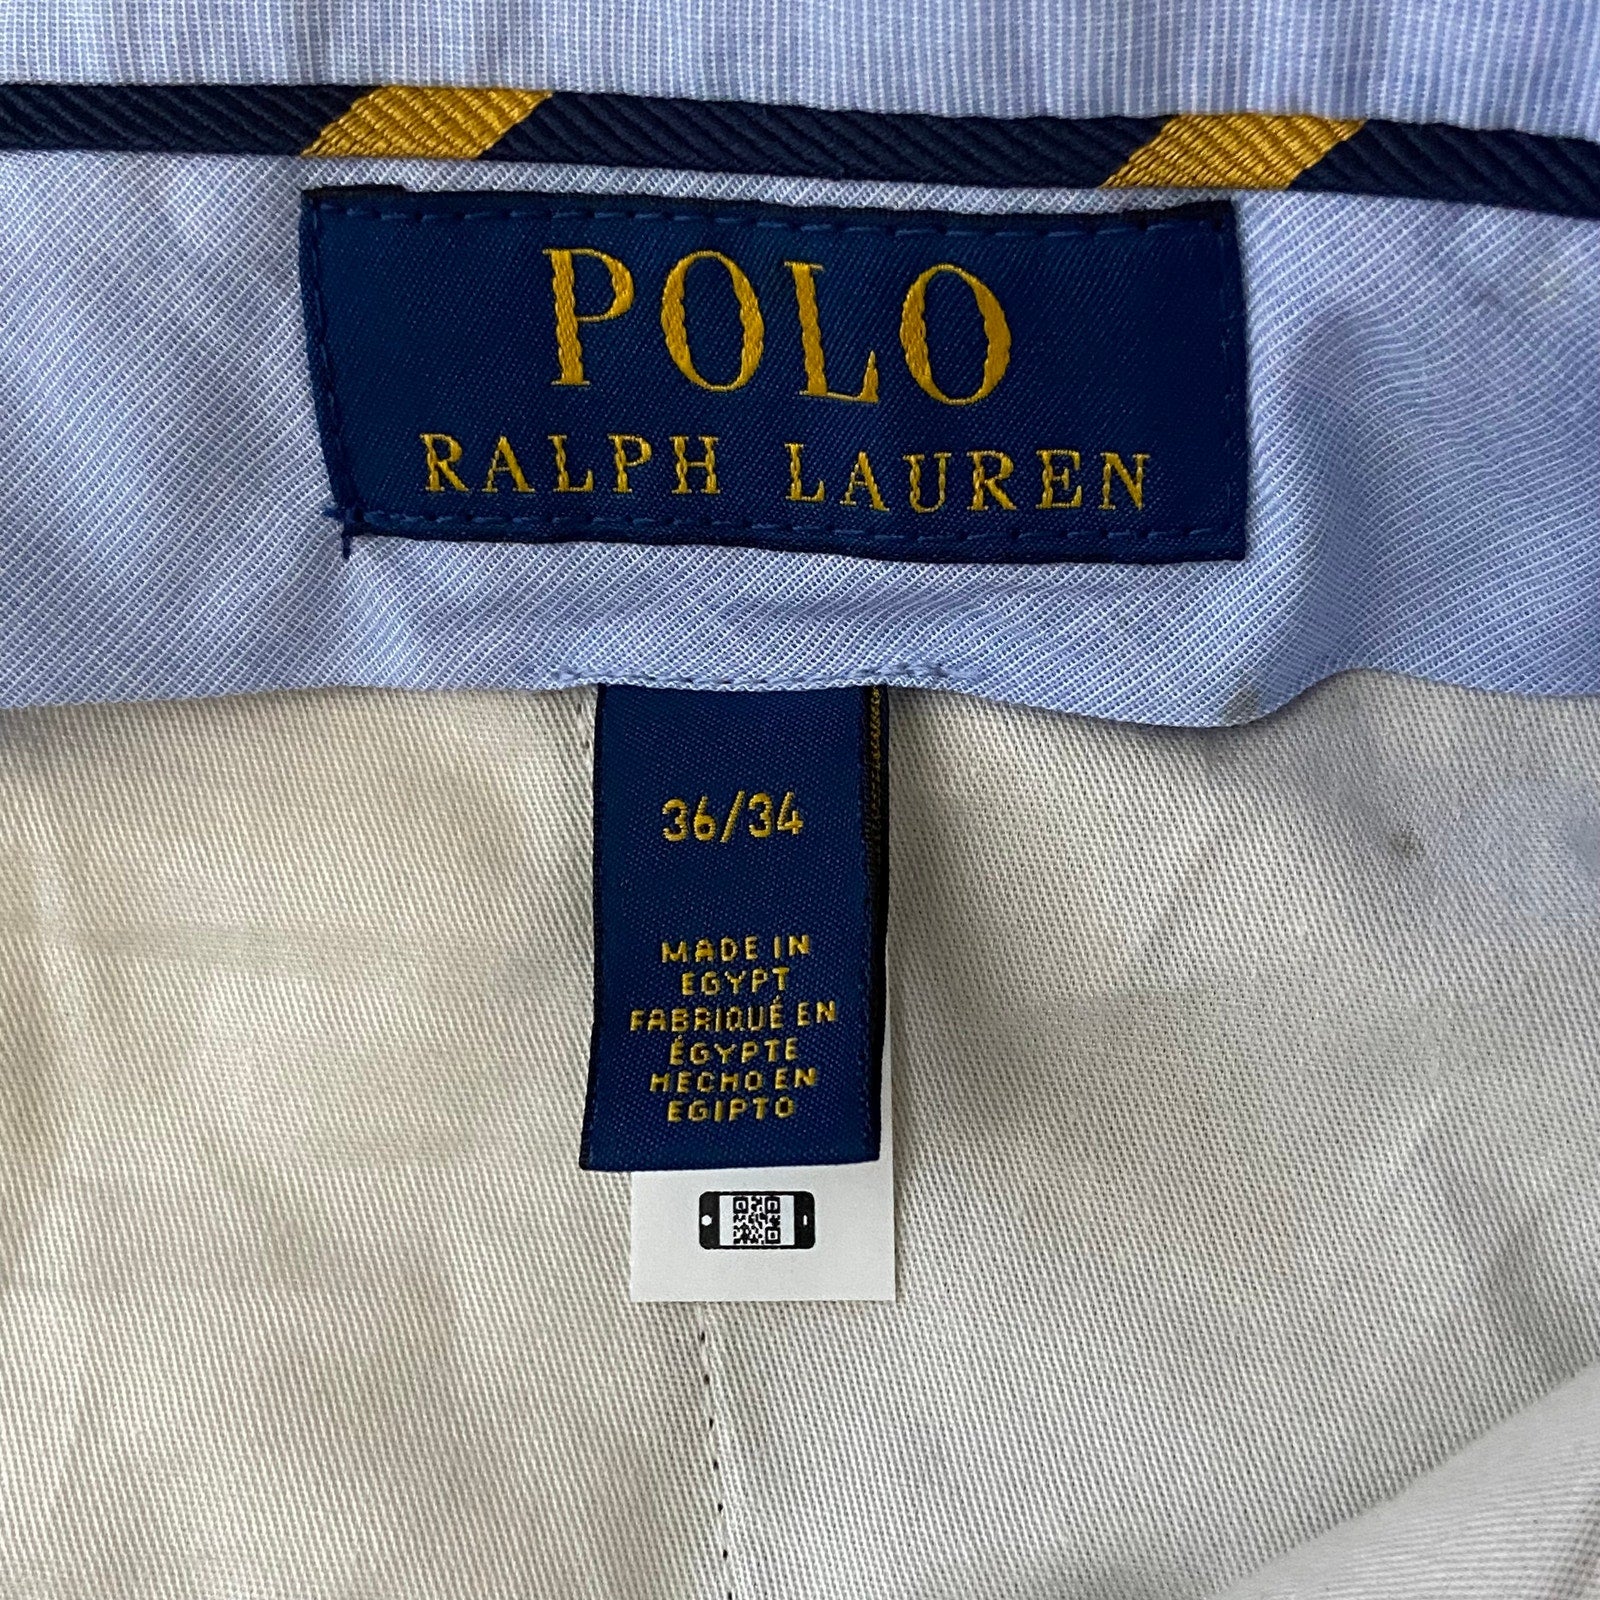 POLO
RALPH LAUREN
36/34
MADE IN
EGYPT
FABRIQUÉ EN
ÉGYPTE
HECHO EN
EGIPTO